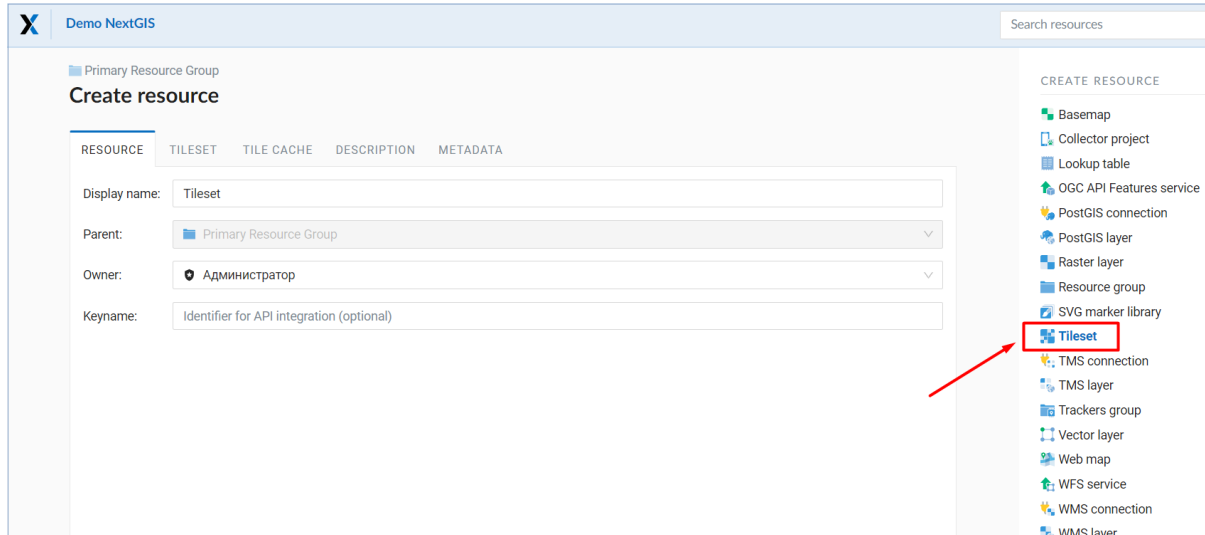 Demo NextGIS
Search resources
Primary Resource Group
Create resource
RESOURCE TILESET TILE CACHE DESCRIPTION METADATA
Display name: Tileset
Parent: Primary Resource Group
Owner: Администратор
Keyname: Identifier for API integration (optional)
CREATE RESOURCE
Basemap
Collector project
Lookup table
OGC API Features service
PostGIS connection
PostGIS layer
Raster layer
Resource group
SVG marker library
Tileset
TMS connection
TMS layer
Trackers group
Vector layer
Web map
WFS service
WMS connection
WMS layer